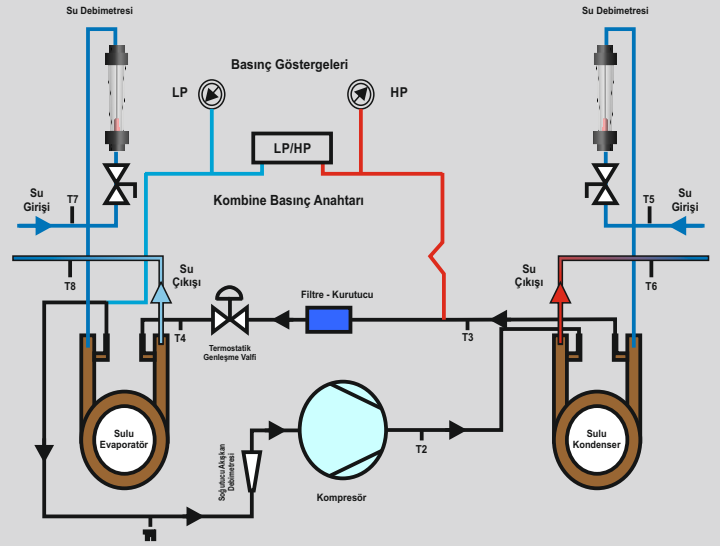 Su Debimetresi
Su Debimetresi
Basınç Göstergeleri
LP
HP
LP/HP
Kombine Basınç Anahtarı
Su
Girişi
T7
T5
Su
Girişi
T8
Su
Çıkışı
Su
Çıkışı
T6
Filtre - Kurutucu
T4
Termostatik
Genleşme Valfi
T3
Sulu
Evaporatör
Soğutucu Akışkan
Debimetresi
Kompresör
T2
Sulu
Kondenser